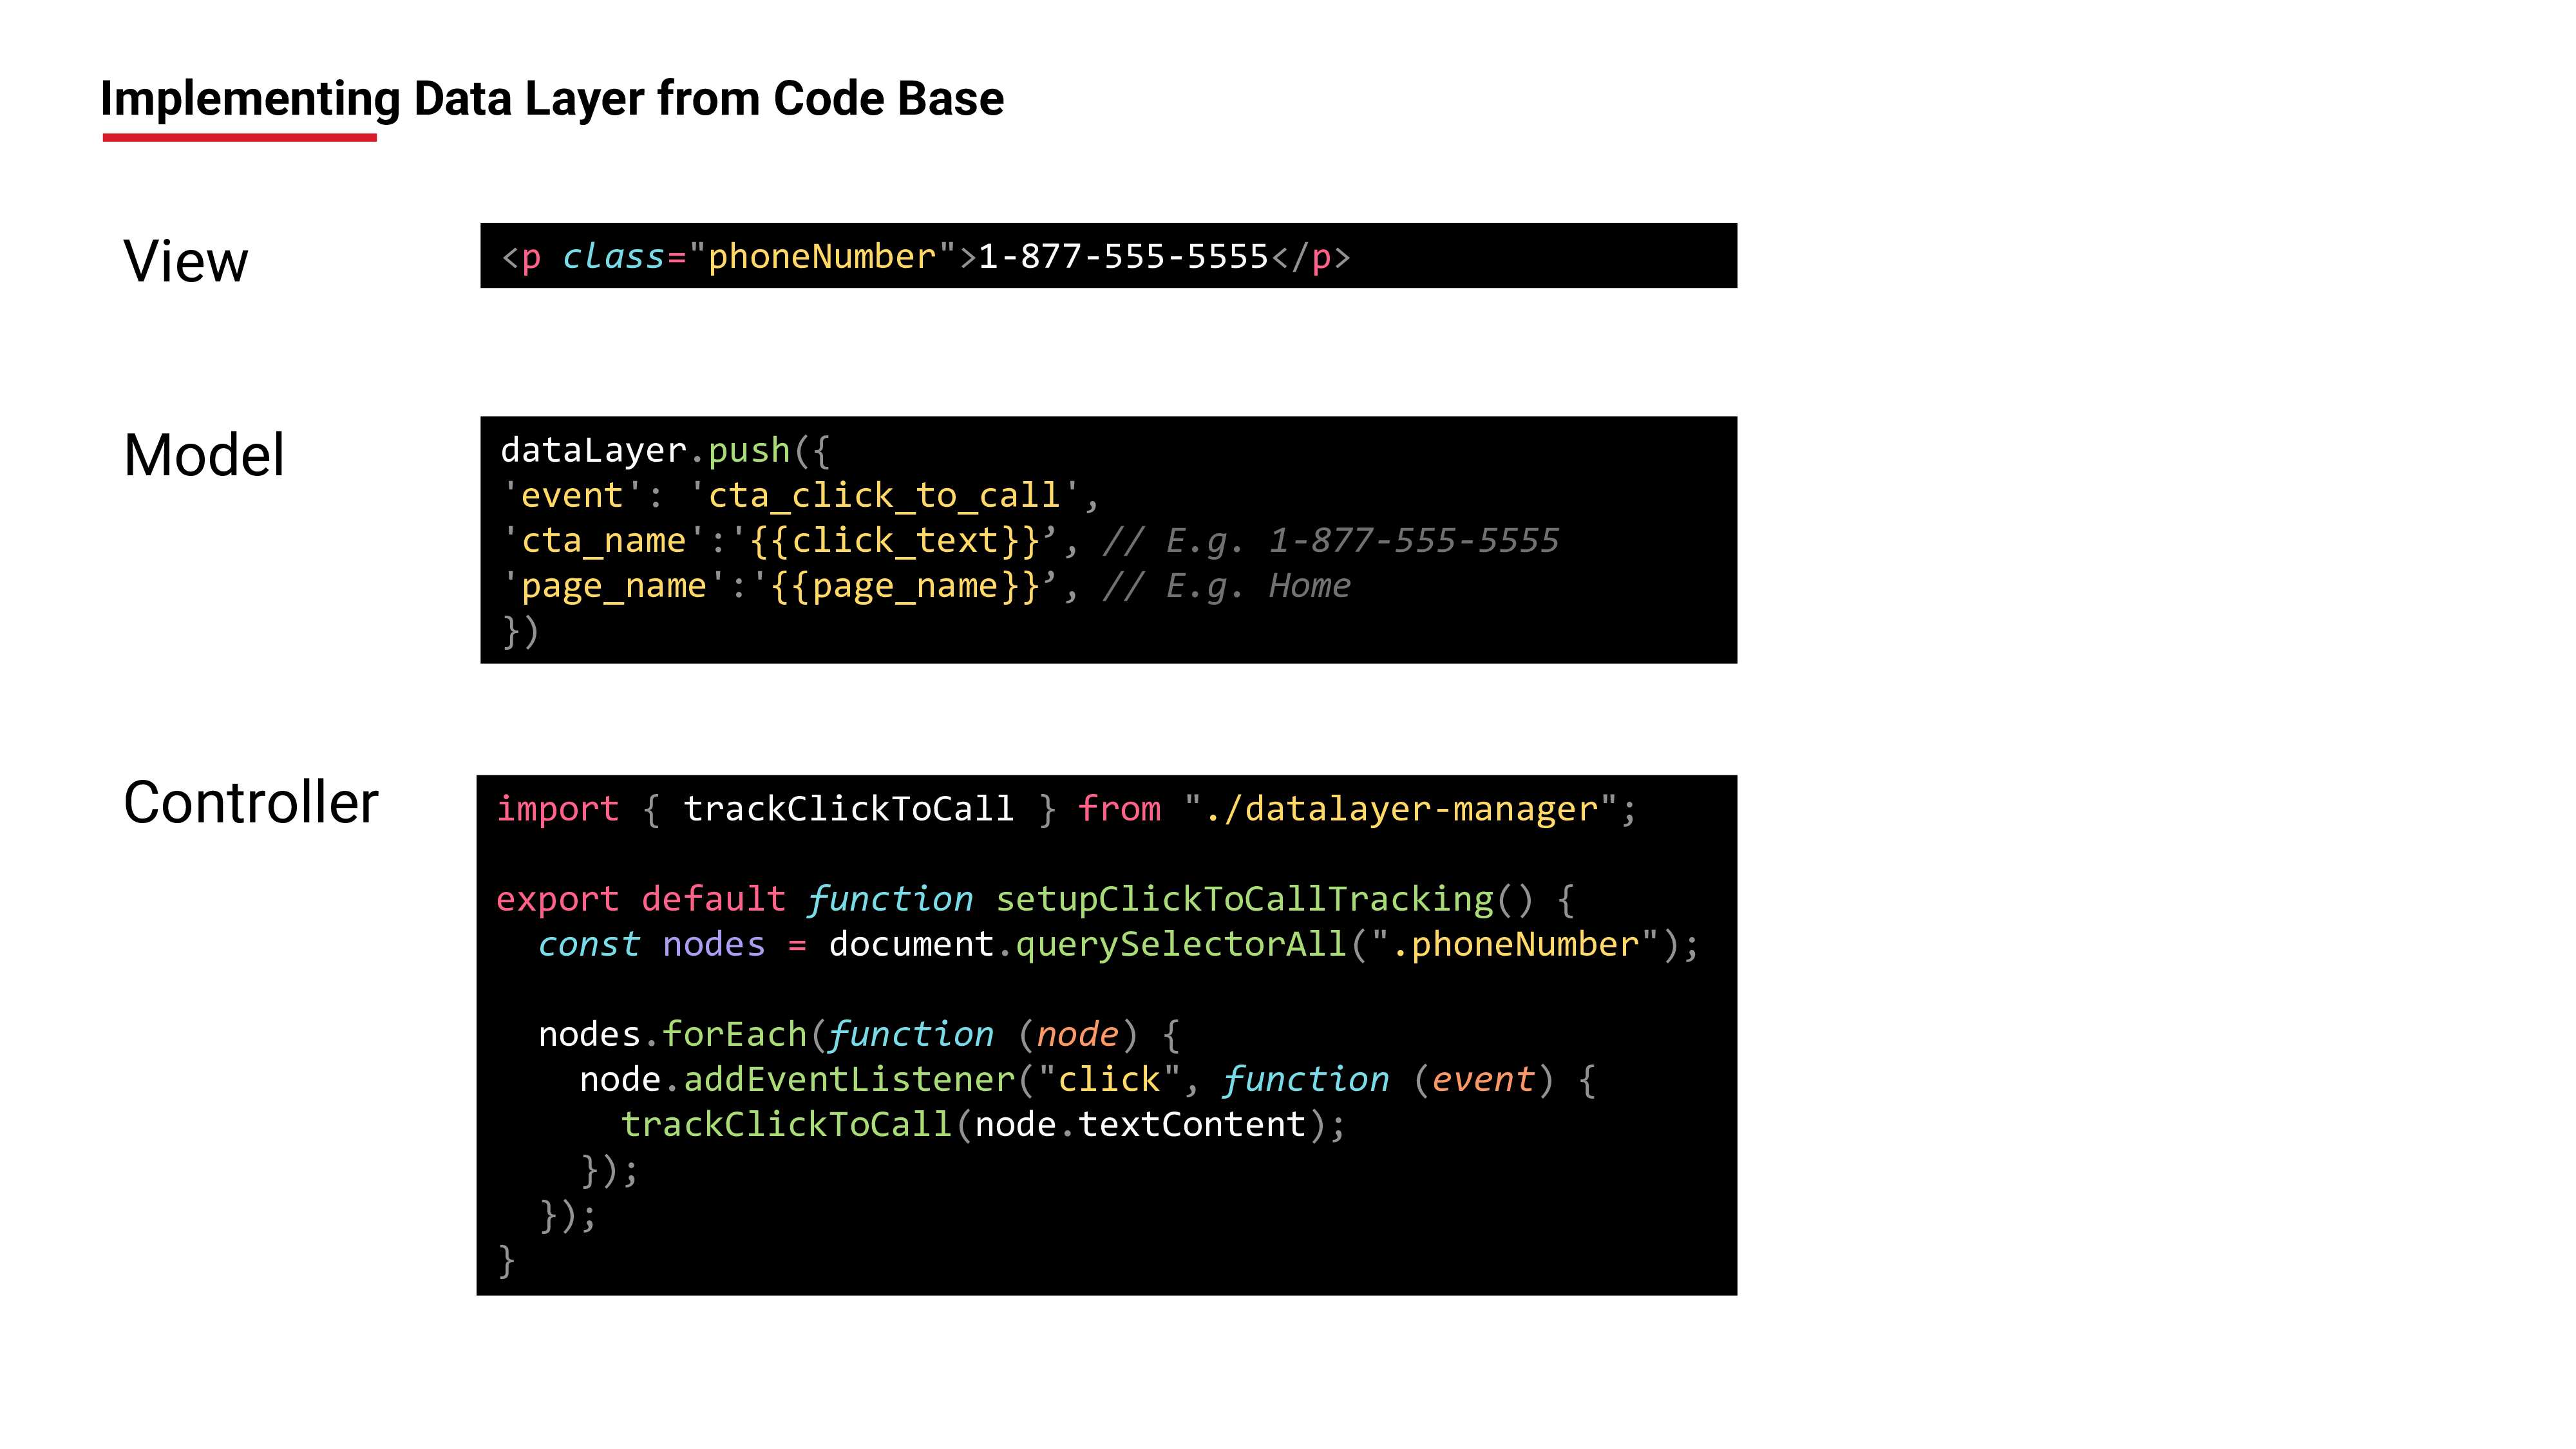 Implementing Data Layer from Code Base
View
<p class="phoneNumber">1-877-555-5555</p>
Model
dataLayer.push({
'event': 'cta_click_to_call',
'cta_name':'{{click_text}}’, // E.g. 1-877-555-5555
'page_name':'{{page_name}}’, // E.g. Home
})
Controller
import { trackClickToCall } from "./datalayer-manager";
export default function setupClickToCallTracking() {
  const nodes = document.querySelectorAll(".phoneNumber");
  nodes.forEach(function (node) {
    node.addEventListener("click", function (event) {
      trackClickToCall(node.textContent);
    });
  });
}